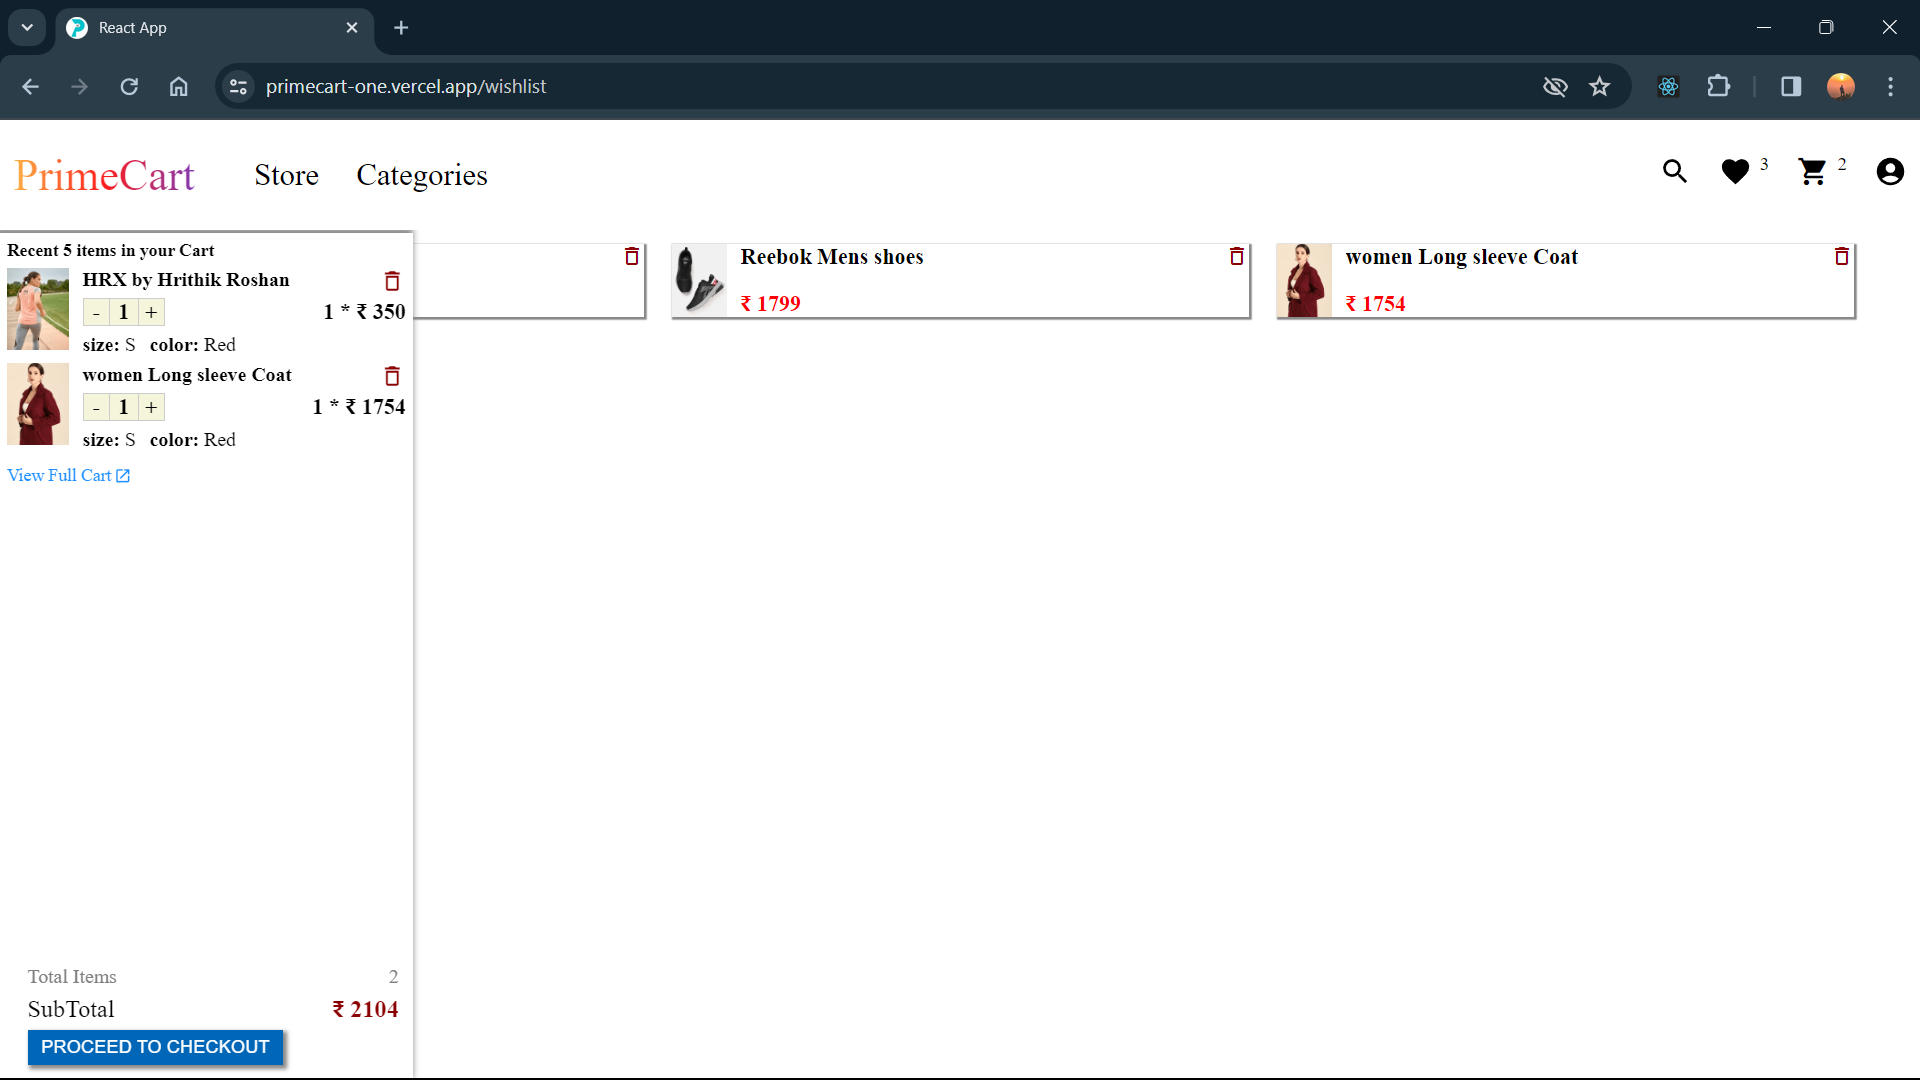 React App
primecart-one.vercel.app/wishlist
PrimeCart Store Categories 3 2
Recent 5 items in your Cart
HRX by Hrithik Roshan
- 1 + 1 * ₹ 350
size: S color: Red
women Long sleeve Coat
- 1 + 1 * ₹ 1754
size: S color: Red
View Full Cart
Total Items 2
SubTotal ₹ 2104
PROCEED TO CHECKOUT
Reebok Mens shoes
₹ 1799
women Long sleeve Coat
₹ 1754